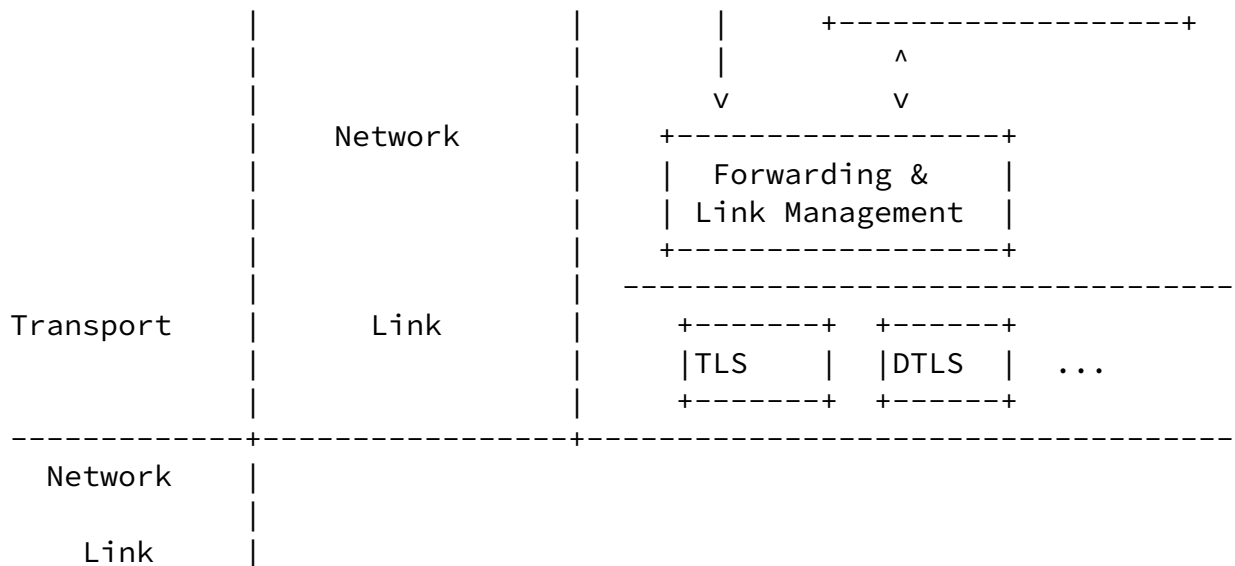 |                 |       |     +-------------------+
              |                 |       |         ^
              |                 |       v         v
              |     Network     |    +------------------+
              |                 |    |  Forwarding &    |
              |                 |    | Link Management  |
              |                 |    +------------------+
              |                 |  ----------------------------------
 Transport    |      Link       |     +-------+  +------+
              |                 |     |TLS    |  |DTLS  |  ...
              |                 |     +-------+  +------+
 -------------+-----------------+------------------------------------
   Network    |
              |
     Link     |